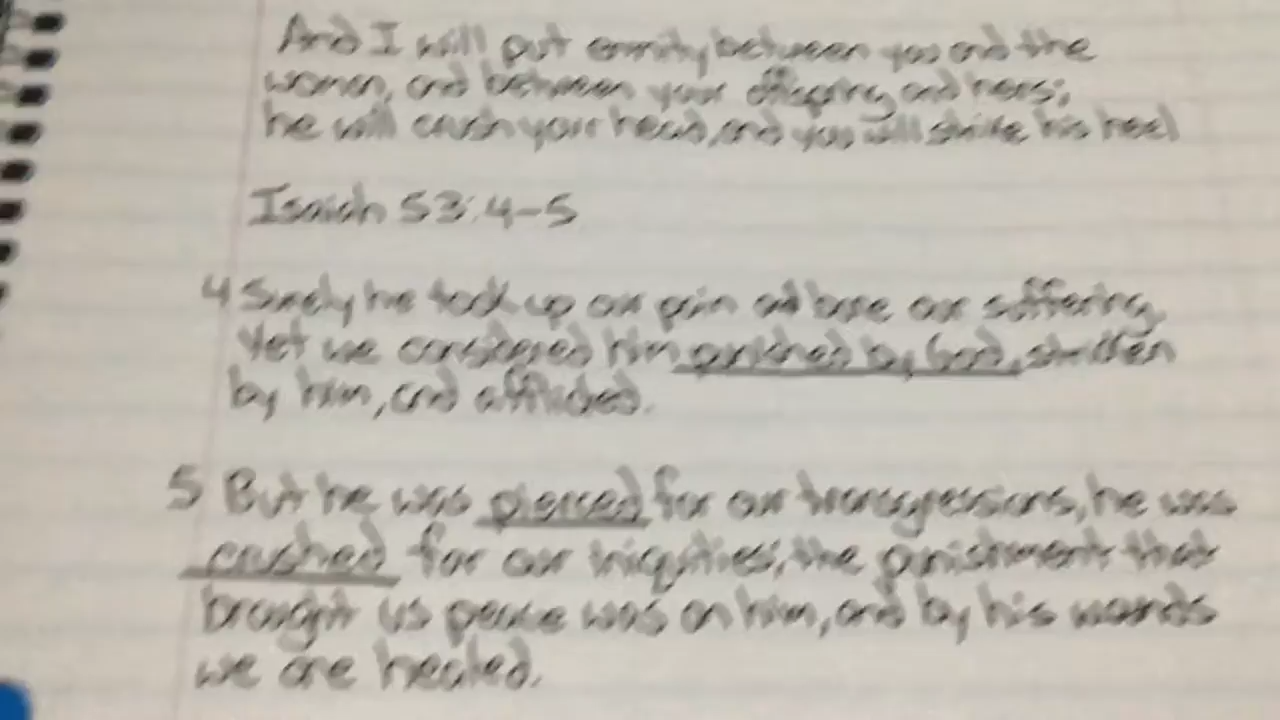 And I will put enmity between you and the
women, and between your offspring and hers;
he will crush your head, and you will strike his heel
Isaiah 53:4-5
4 Surely he took up our pain and bore our suffering,
Yet we considered him punished by God, stricken
by him, and afflicted.
5 But he was pierced for our transgressions, he was
crushed for our iniquities; the punishment that
brought us peace was on him, and by his wounds
we are healed.